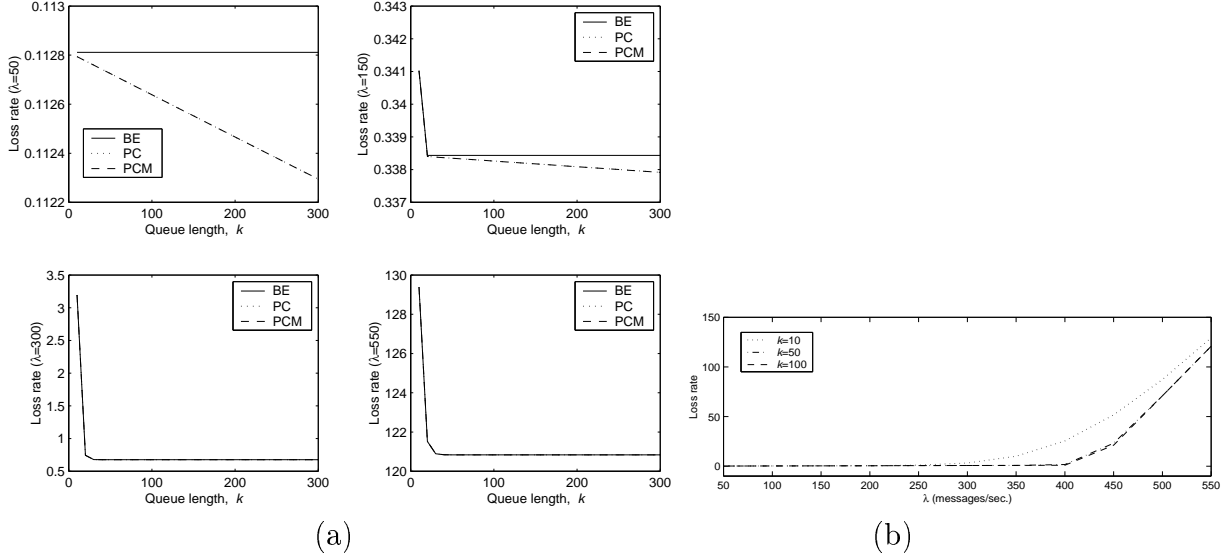 0.113
0.1128
0.1126
0.1124
0.1122
Loss rate (λ=50)
BE
PC
PCM
0 100 200 300
Queue length, k
0.343
0.342
0.341
0.34
0.339
0.338
0.337
Loss rate (λ=150)
BE
PC
PCM
0 100 200 300
Queue length, k
3.5
3
2.5
2
1.5
1
0.5
Loss rate (λ=300)
BE
PC
PCM
0 100 200 300
Queue length, k
130
128
126
124
122
120
Loss rate (λ=550)
BE
PC
PCM
0 100 200 300
Queue length, k
(a)
150
100
50
0
Loss rate
k=10
k=50
k=100
50 100 150 200 250 300 350 400 450 500 550
λ (messages/sec.)
(b)